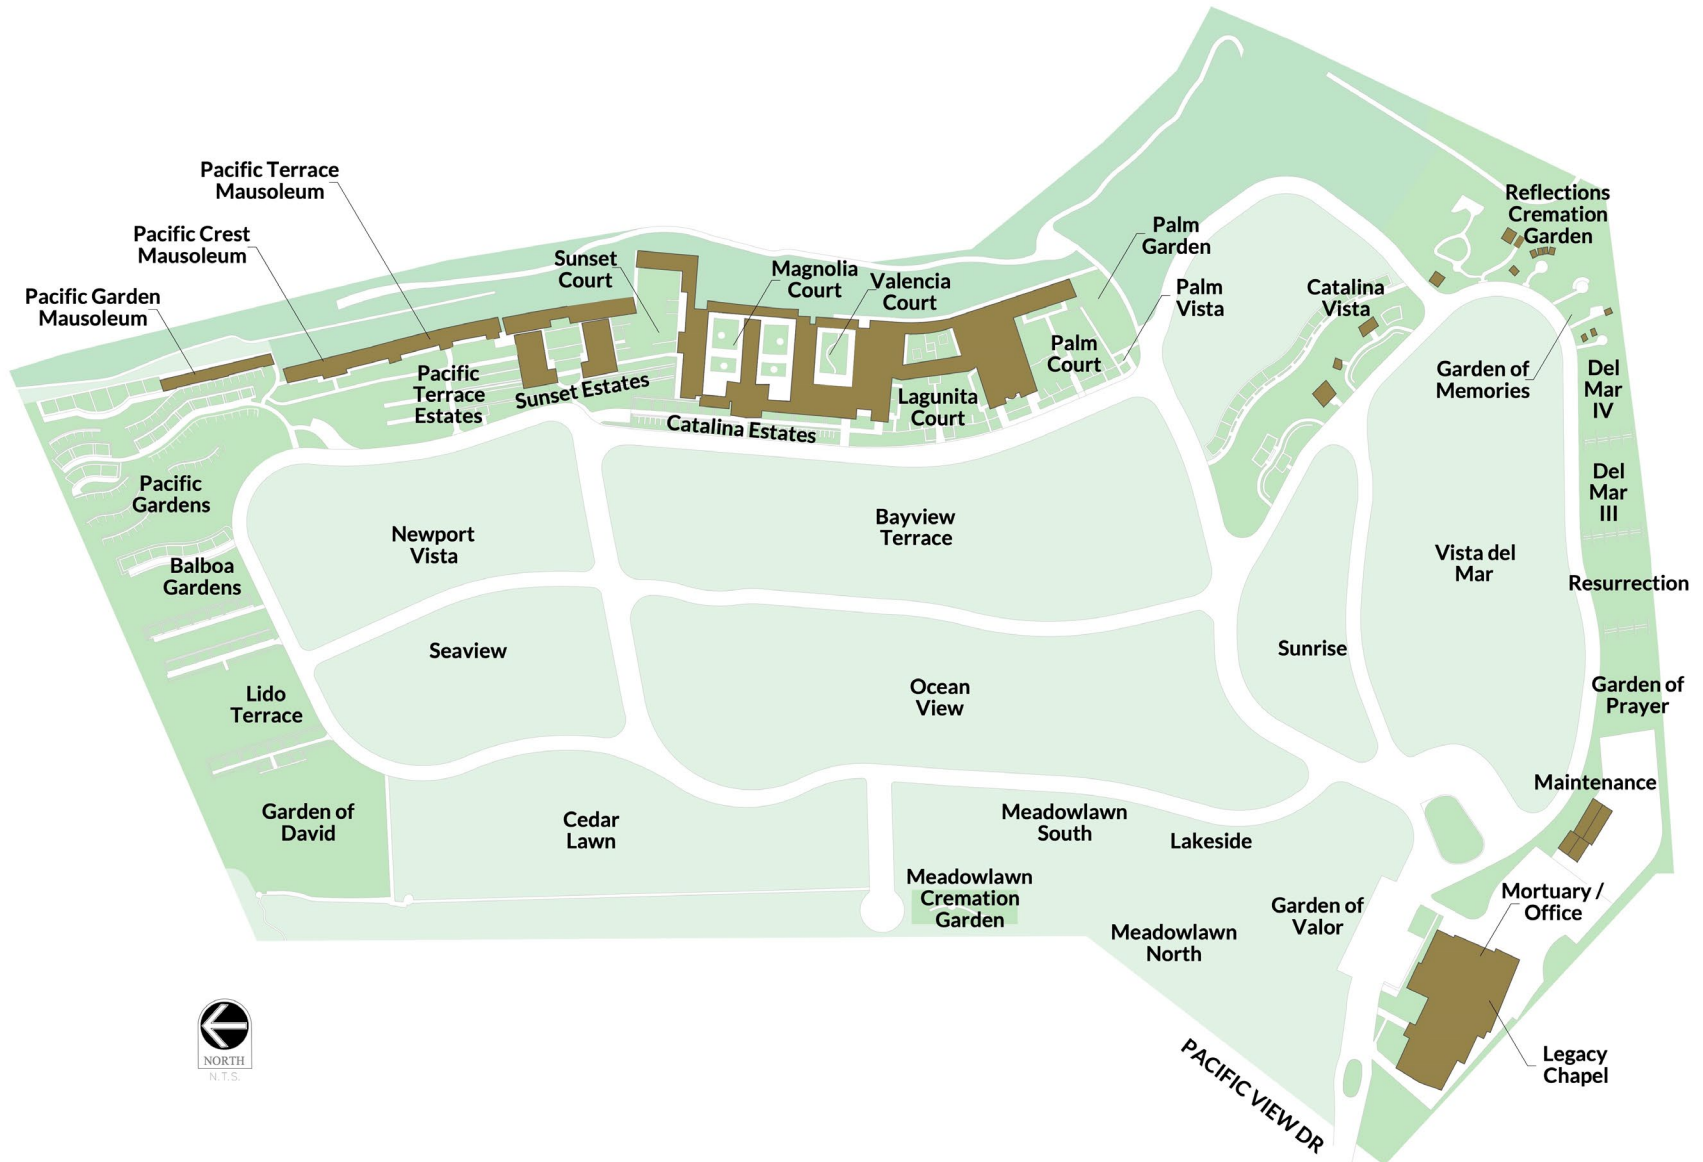 Pacific Terrace
Mausoleum
Pacific Crest
Mausoleum
Pacific Garden
Mausoleum
Sunset
Court
Magnolia
Court
Valencia
Court
Palm
Garden
Palm
Vista
Palm
Court
Reflections
Cremation
Garden
Catalina
Vista
Garden of
Memories
Del
Mar
IV
Del
Mar
III
Pacific
Terrace
Estates
Sunset Estates
Catalina Estates
Lagunita
Court
Pacific
Gardens
Balboa
Gardens
Newport
Vista
Bayview
Terrace
Vista del
Mar
Resurrection
Seaview
Sunrise
Lido
Terrace
Ocean
View
Garden of
Prayer
Maintenance
Garden of
David
Cedar
Lawn
Meadowlawn
South
Lakeside
Meadowlawn
Cremation
Garden
Meadowlawn
North
Garden of
Valor
Mortuary /
Office
Legacy
Chapel
PACIFIC VIEW DR
NORTH
N.T.S.